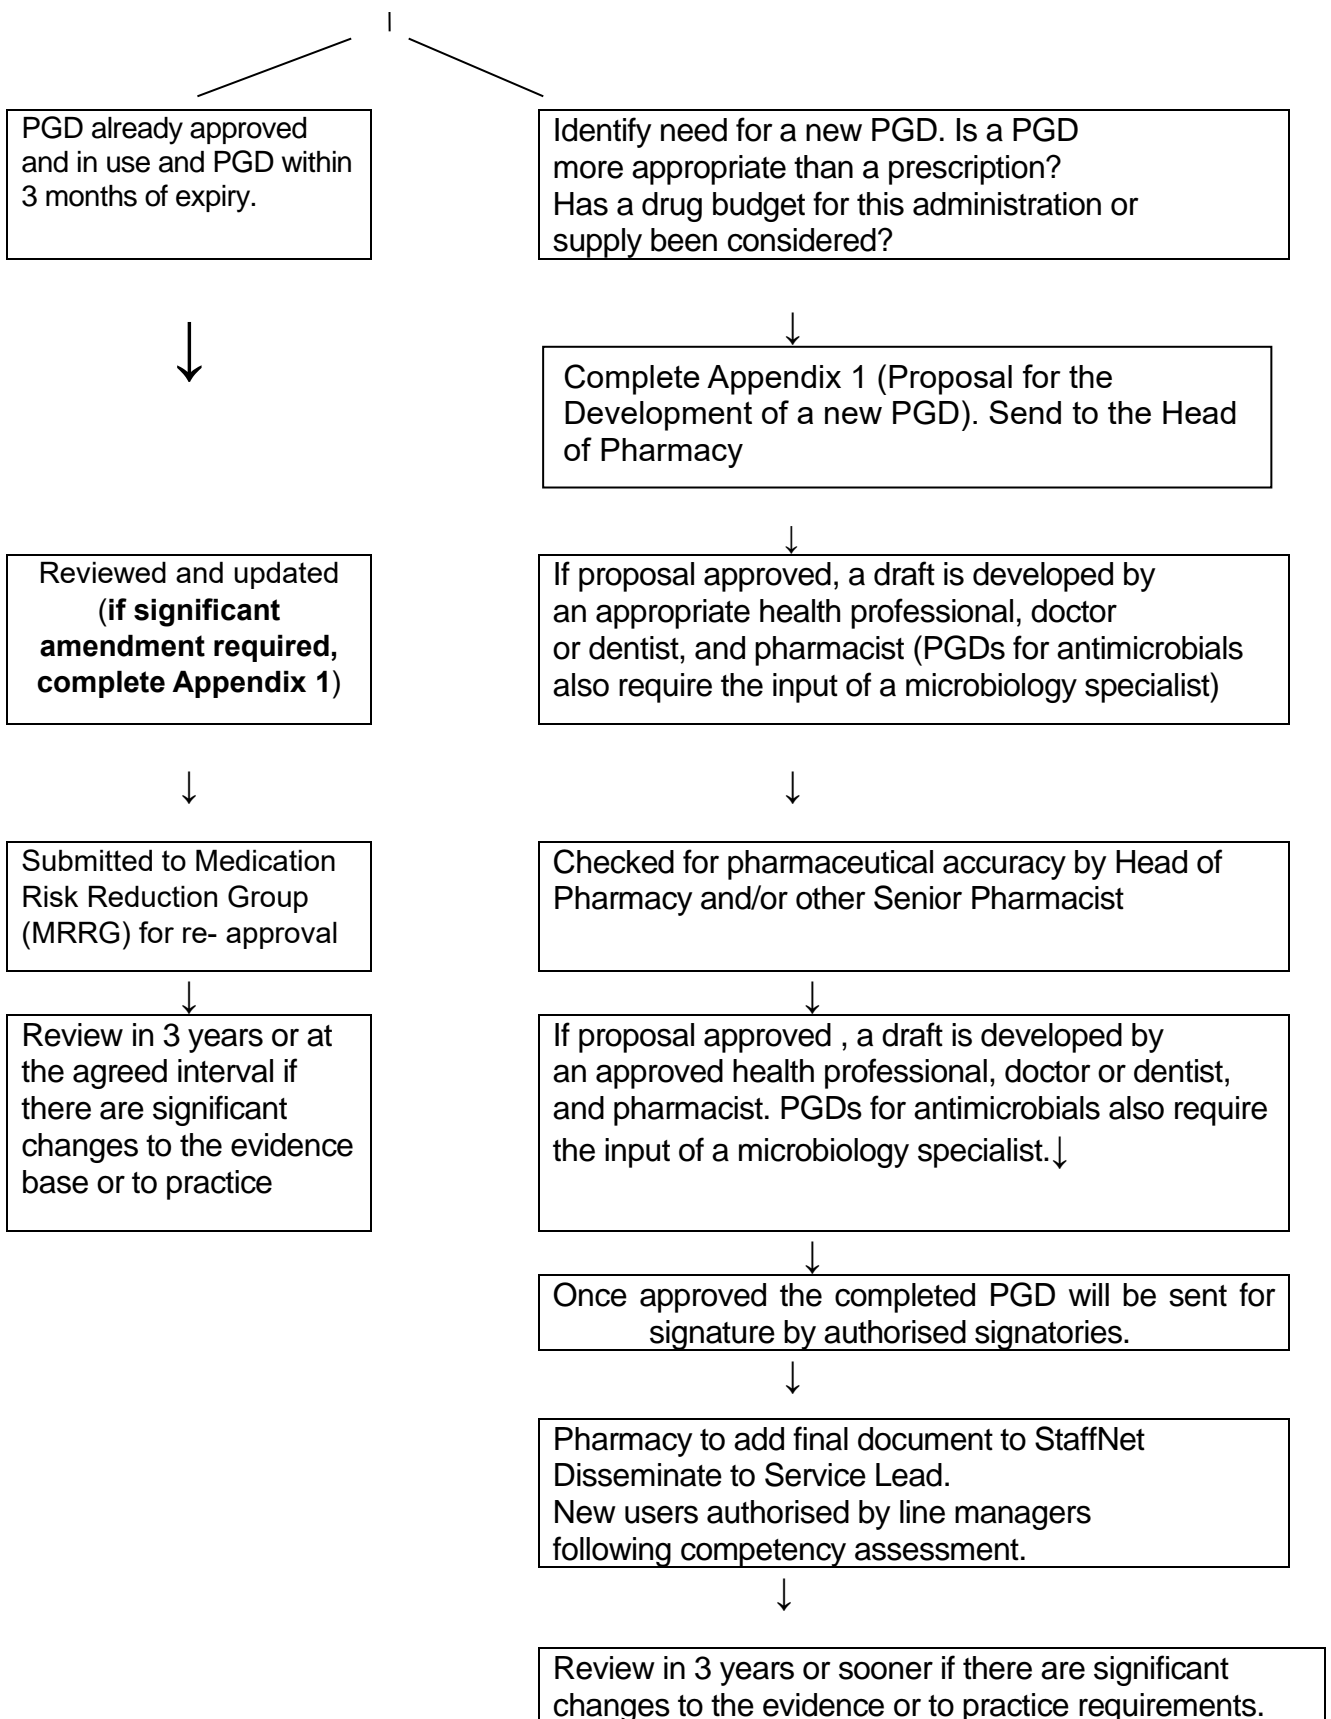 PGD already approved
and in use and PGD within
3 months of expiry.
Identify need for a new PGD. Is a PGD
more appropriate than a prescription?
Has a drug budget for this administration or
supply been considered?
↓
↓
Complete Appendix 1 (Proposal for the
Development of a new PGD). Send to the Head
of Pharmacy
↓
Reviewed and updated
(if significant
amendment required,
complete Appendix 1)
If proposal approved, a draft is developed by
an appropriate health professional, doctor
or dentist, and pharmacist (PGDs for antimicrobials
also require the input of a microbiology specialist)
↓
↓
Submitted to Medication
Risk Reduction Group
(MRRG) for re- approval
Checked for pharmaceutical accuracy by Head of
Pharmacy and/or other Senior Pharmacist
↓
↓
Review in 3 years or at
the agreed interval if
there are significant
changes to the evidence
base or to practice
If proposal approved , a draft is developed by
an approved health professional, doctor or dentist,
and pharmacist. PGDs for antimicrobials also require
the input of a microbiology specialist.↓
↓
Once approved the completed PGD will be sent for
signature by authorised signatories.
↓
Pharmacy to add final document to StaffNet
Disseminate to Service Lead.
New users authorised by line managers
following competency assessment.
↓
Review in 3 years or sooner if there are significant
changes to the evidence or to practice requirements.